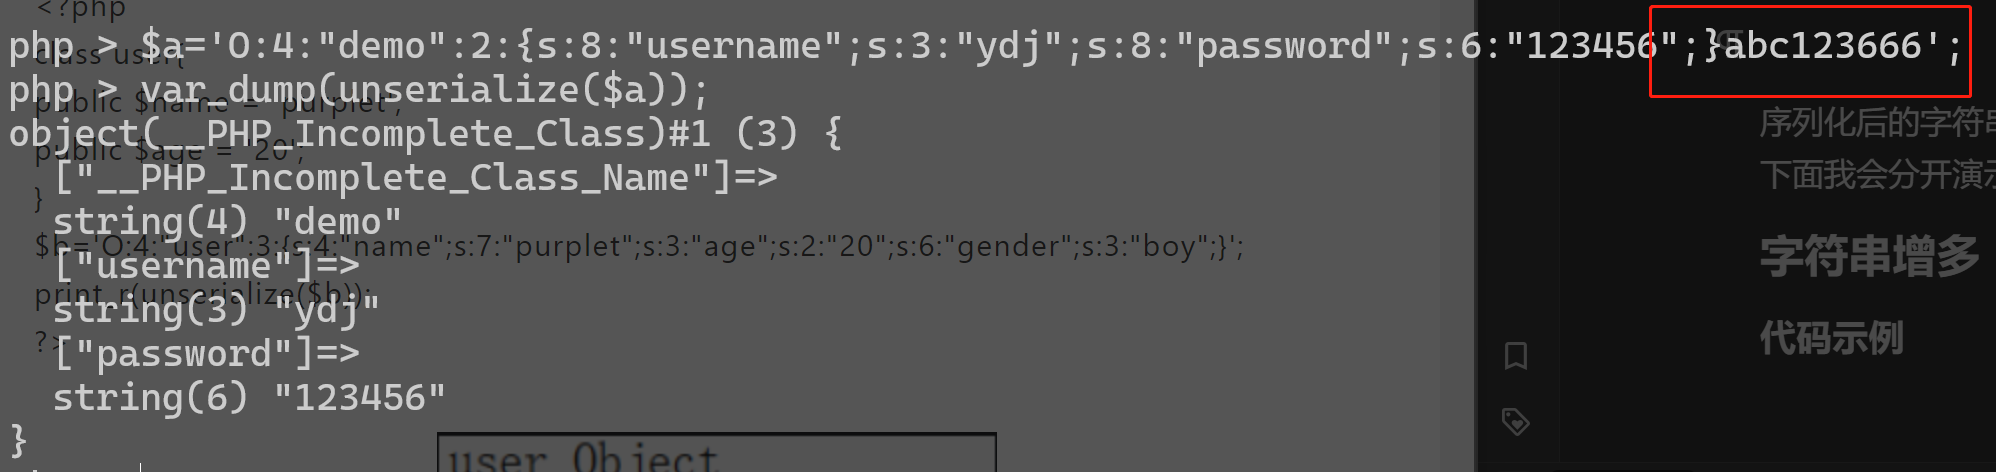 <?php
php > $a='O:4:"demo":2:{s:8:"username";s:3:"ydj";s:8:"password";s:6:"123456";}abc123666';
class user{
php > var_dump(unserialize($a));
public $name = 'purplet';
object(__PHP_Incomplete_Class)#1 (3) {
public $age = '20';
["__PHP_Incomplete_Class_Name"]=>
}
string(4) "demo"
$b='O:4:"user":3:{s:4:"name";s:7:"purplet";s:3:"age";s:2:"20";s:6:"gender";s:3:"boy";}';
["username"]=>
print_r(unserialize($b));
string(3) "ydj"
?>
["password"]=>
string(6) "123456"
}
user Object
序列化后的字符串
下面我会分开演示
字符串增多
代码示例